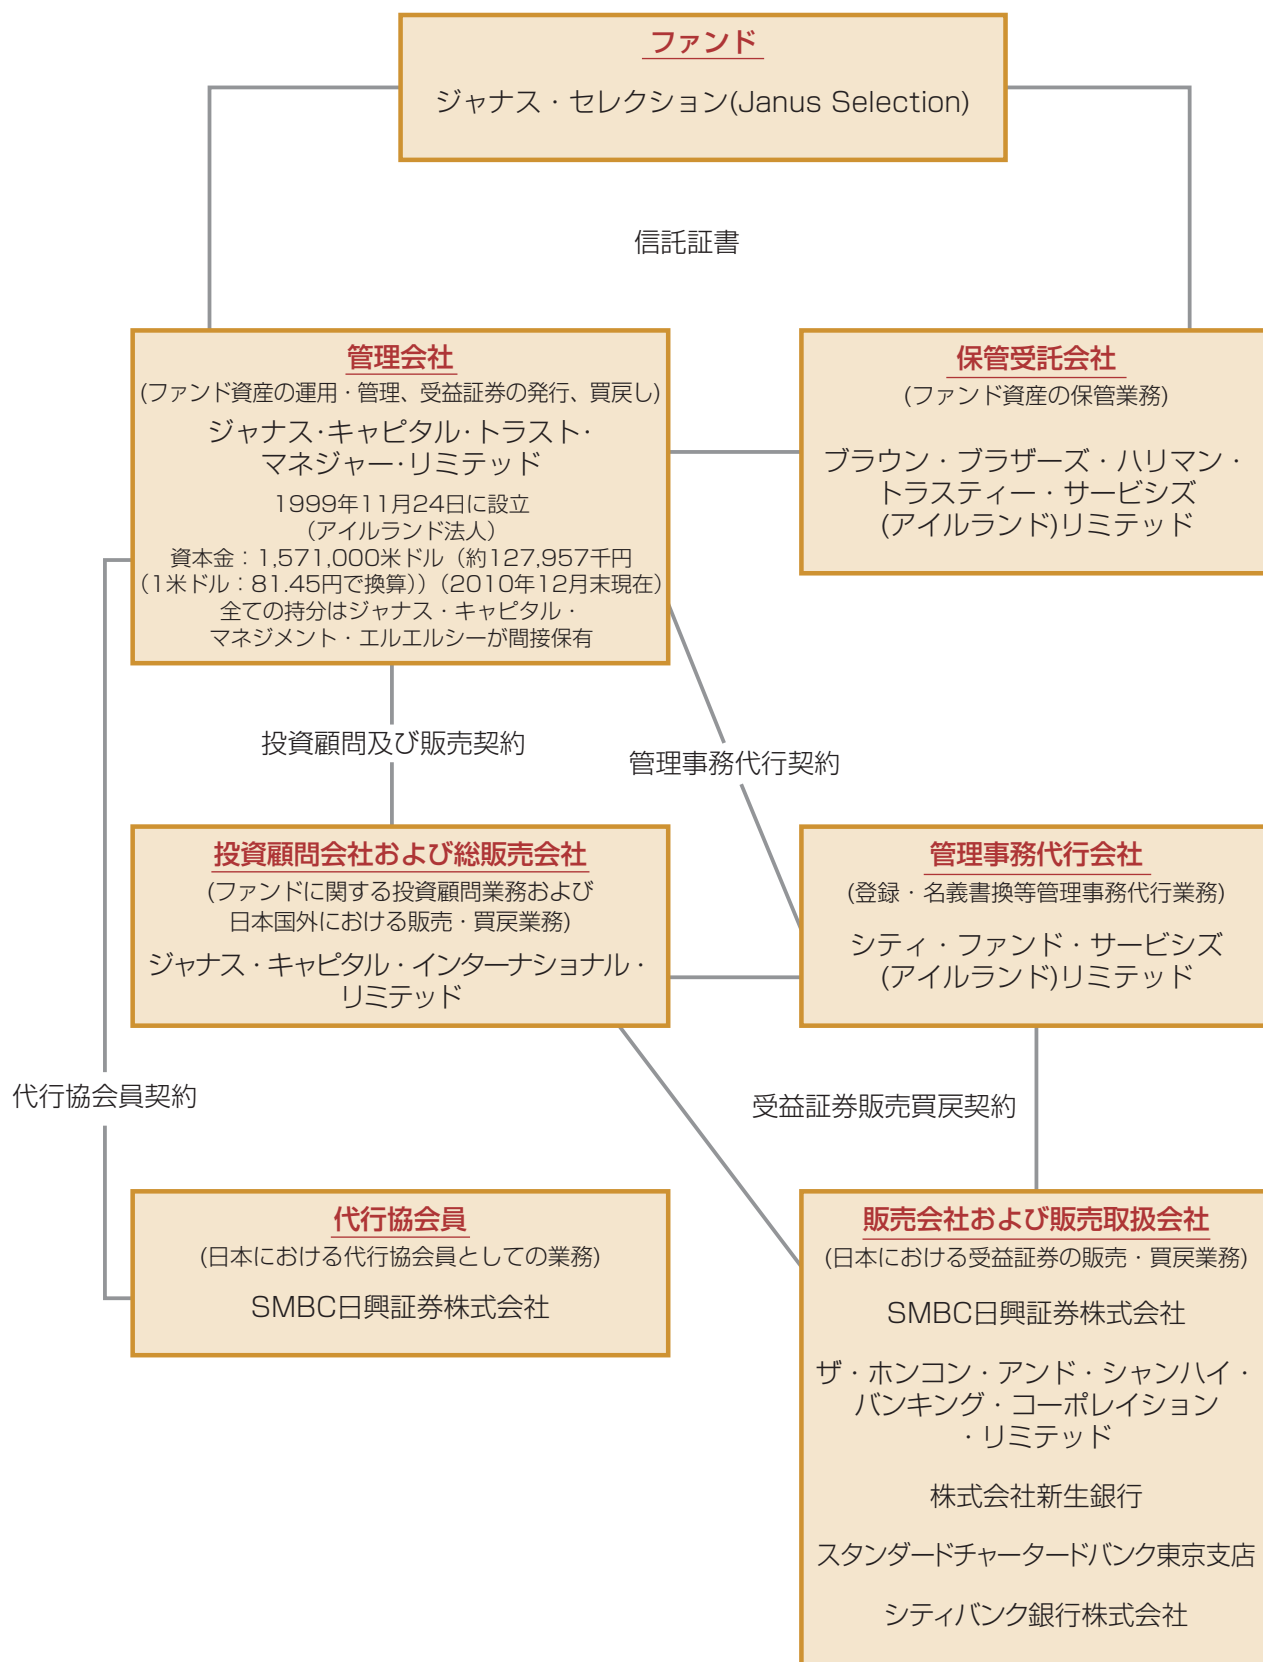 ファンド
ジャナス・セレクション(Janus Selection)
信託証書
管理会社
(ファンド資産の運用・管理、受益証券の発行、買戻し)
ジャナス・キャピタル・トラスト・
マネジャー・リミテッド
1999年11月24日に設立
（アイルランド法人）
資本金：1,571,000米ドル（約127,957千円
（1米ドル：81.45円で換算））（2010年12月末現在）
全ての持分はジャナス・キャピタル・
マネジメント・エルエルシーが間接保有
保管受託会社
(ファンド資産の保管業務)
ブラウン・ブラザーズ・ハリマン・
トラスティー・サービシズ
(アイルランド)リミテッド
投資顧問及び販売契約
管理事務代行契約
投資顧問会社および総販売会社
(ファンドに関する投資顧問業務および
日本国外における販売・買戻業務)
ジャナス・キャピタル・インターナショナル・
リミテッド
管理事務代行会社
(登録・名義書換等管理事務代行業務)
シティ・ファンド・サービシズ
(アイルランド)リミテッド
代行協会員契約
受益証券販売買戻契約
代行協会員
(日本における代行協会員としての業務)
SMBC日興証券株式会社
販売会社および販売取扱会社
(日本における受益証券の販売・買戻業務)
SMBC日興証券株式会社
ザ・ホンコン・アンド・シャンハイ・
バンキング・コーポレイション
・リミテッド
株式会社新生銀行
スタンダードチャータードバンク東京支店
シティバンク銀行株式会社